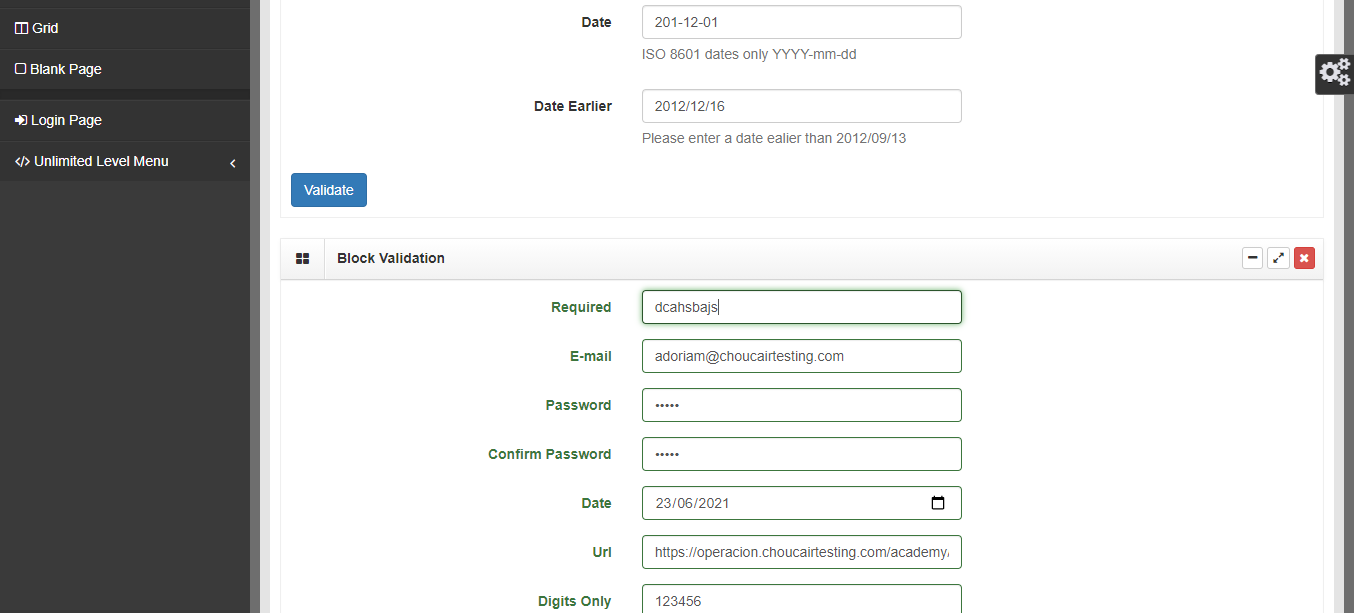 Grid
Blank Page
Login Page
Unlimited Level Menu
Date 201-12-01
ISO 8601 dates only YYYY-mm-dd
Date Earlier 2012/12/16
Please enter a date ealier than 2012/09/13
Validate
Block Validation
Required dcahsbajs
E-mail adoriam@choucairtesting.com
Password •••••
Confirm Password •••••
Date 23/06/2021
Url https://operacion.choucairtesting.com/academy/
Digits Only 123456